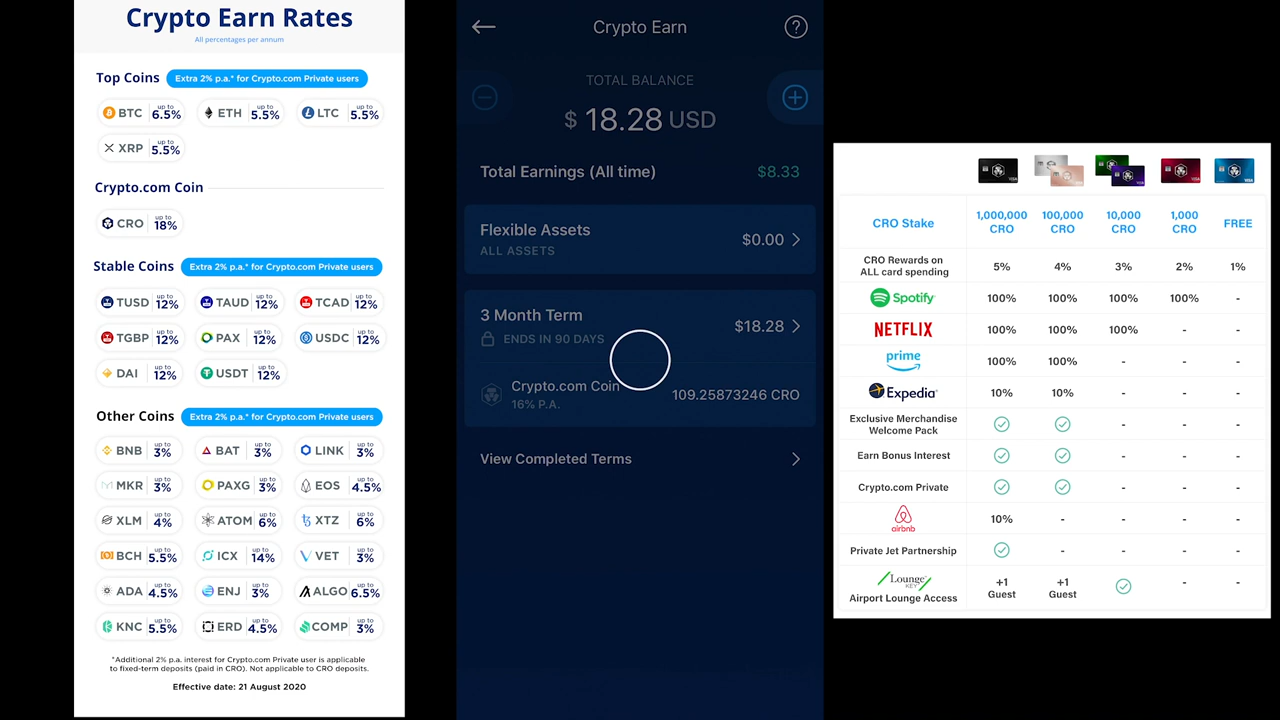 Crypto Earn Rates
All percentages per annum
Top Coins Extra 2% p.a.* for Crypto.com Private users
BTC up to 6.5% ETH up to 5.5% LTC up to 5.5%
XRP up to 5.5%
Crypto.com Coin
CRO up to 18%
Stable Coins Extra 2% p.a.* for Crypto.com Private users
TUSD up to 12% TAUD up to 12% TCAD up to 12%
TGBP up to 12% PAX up to 12% USDC up to 12%
DAI up to 12% USDT up to 12%
Other Coins Extra 2% p.a.* for Crypto.com Private users
BNB up to 3% BAT up to 3% LINK up to 3%
MKR up to 3% PAXG up to 3% EOS up to 4.5%
XLM up to 4% ATOM up to 6% XTZ up to 6%
BCH up to 5.5% ICX up to 14% VET up to 3%
ADA up to 4.5% ENJ up to 3% ALGO up to 6.5%
KNC up to 5.5% ERD up to 4.5% COMP up to 3%
*Additional 2% p.a. interest for Crypto.com Private user is applicable
to fixed-term deposits (paid in CRO). Not applicable to CRO deposits.
Effective date: 21 August 2020
Crypto Earn ?
TOTAL BALANCE
$ 18.28 USD
Total Earnings (All time) $8.33
Flexible Assets $0.00
ALL ASSETS
3 Month Term $18.28
ENDS IN 90 DAYS
Crypto.com Coin 109.25873246 CRO
16% P.A.
View Completed Terms
CRO Stake 1,000,000 CRO 100,000 CRO 10,000 CRO 1,000 CRO FREE
CRO Rewards on
ALL card spending 5% 4% 3% 2% 1%
Spotify 100% 100% 100% 100% -
NETFLIX 100% 100% 100% - -
prime 100% 100% - - -
Expedia 10% 10% - - -
Exclusive Merchandise
Welcome Pack - - -
Earn Bonus Interest - - -
Crypto.com Private - - -
airbnb 10% - - - -
Private Jet Partnership - - - -
Lounge KEY
Airport Lounge Access +1 Guest +1 Guest - -